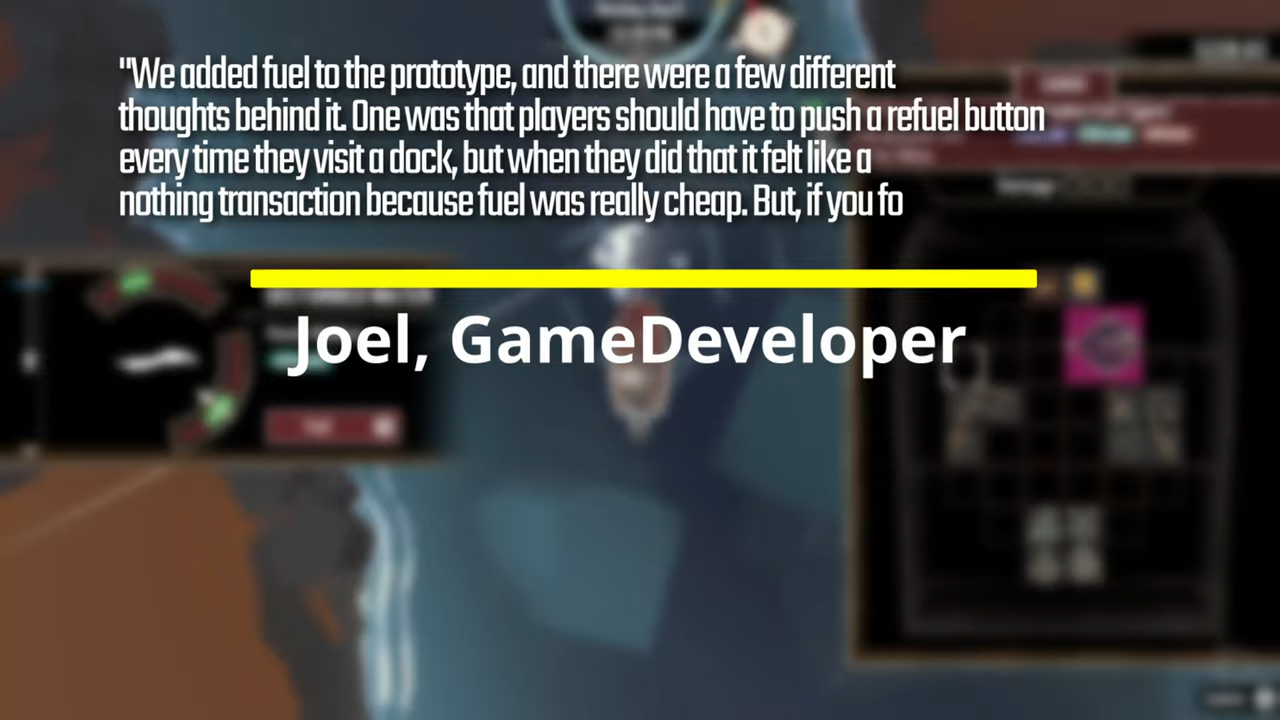 "We added fuel to the prototype, and there were a few different
thoughts behind it. One was that players should have to push a refuel button
every time they visit a dock, but when they did that it felt like a
nothing transaction because fuel was really cheap. But, if you fo
Joel, GameDeveloper